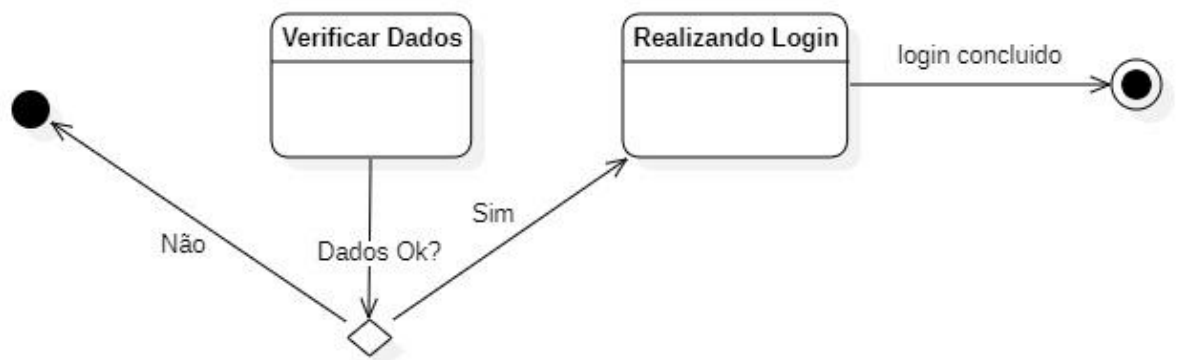 Verificar Dados
Realizando Login
login concluido
Sim
Não
Dados Ok?